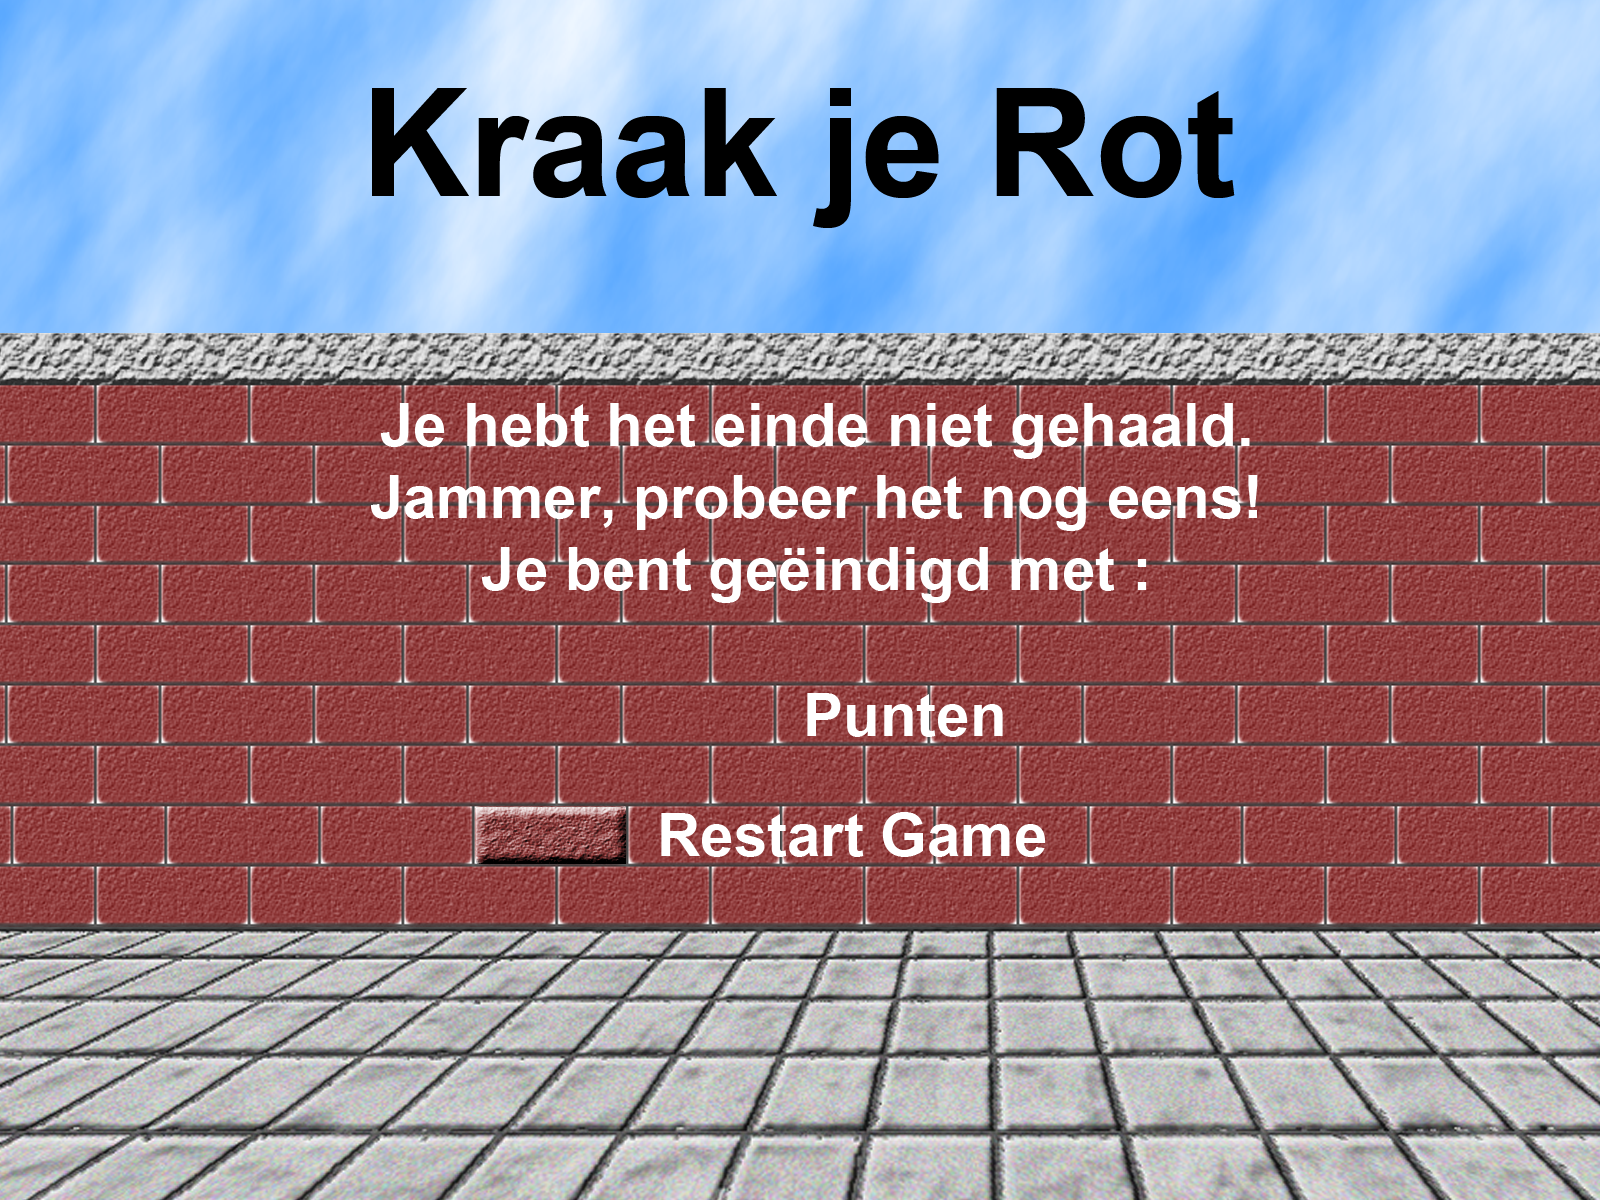 Kraak je Rot
Je hebt het einde niet gehaald.
Jammer, probeer het nog eens!
Je bent geëindigd met :
Punten
Restart Game